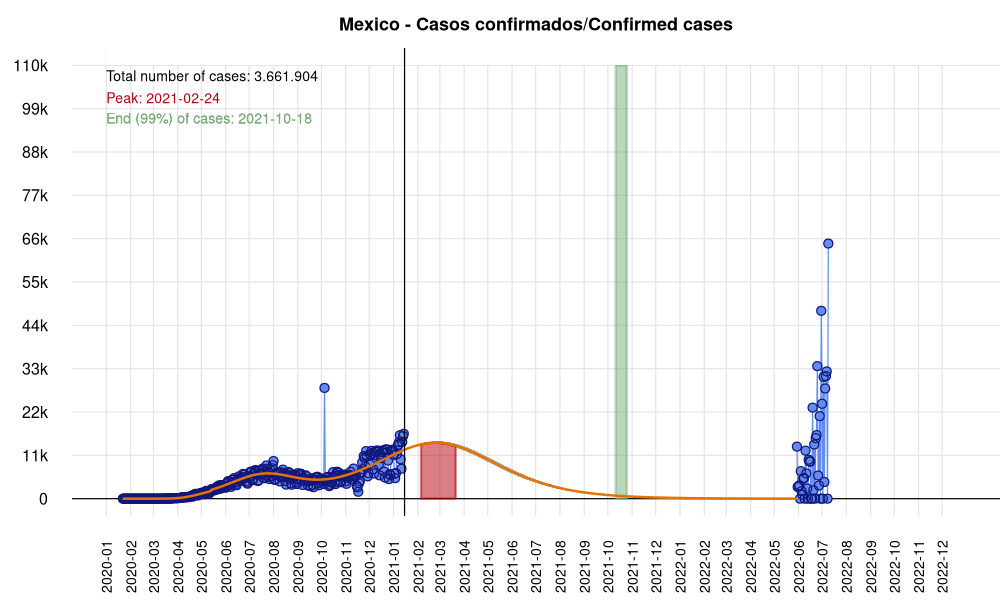 Mexico - Casos confirmados/Confirmed cases
Total number of cases: 3.661.904
Peak: 2021-02-24
End (99%) of cases: 2021-10-18
110k
99k
88k
77k
66k
55k
44k
33k
22k
11k
0
2020-01
2020-02
2020-03
2020-04
2020-05
2020-06
2020-07
2020-08
2020-09
2020-10
2020-11
2020-12
2021-01
2021-02
2021-03
2021-04
2021-05
2021-06
2021-07
2021-08
2021-09
2021-10
2021-11
2021-12
2022-01
2022-02
2022-03
2022-04
2022-05
2022-06
2022-07
2022-08
2022-09
2022-10
2022-11
2022-12